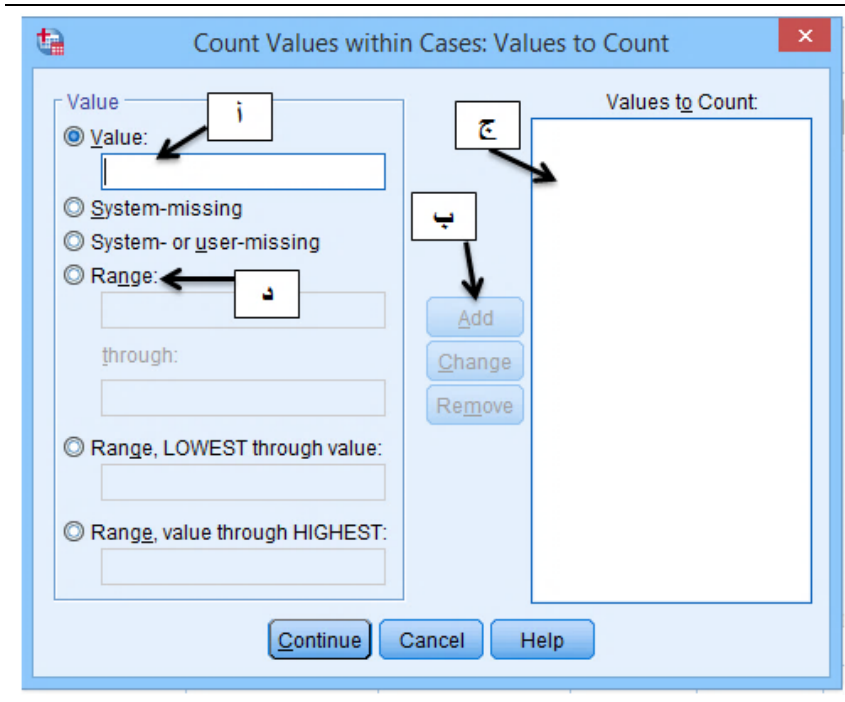 Count Values within Cases: Values to Count
Value
أ
Value:
System-missing
System- or user-missing
Range:
د
through:
Range, LOWEST through value:
Range, value through HIGHEST:
ب
Add
Change
Remove
ج
Values to Count:
Continue
Cancel
Help